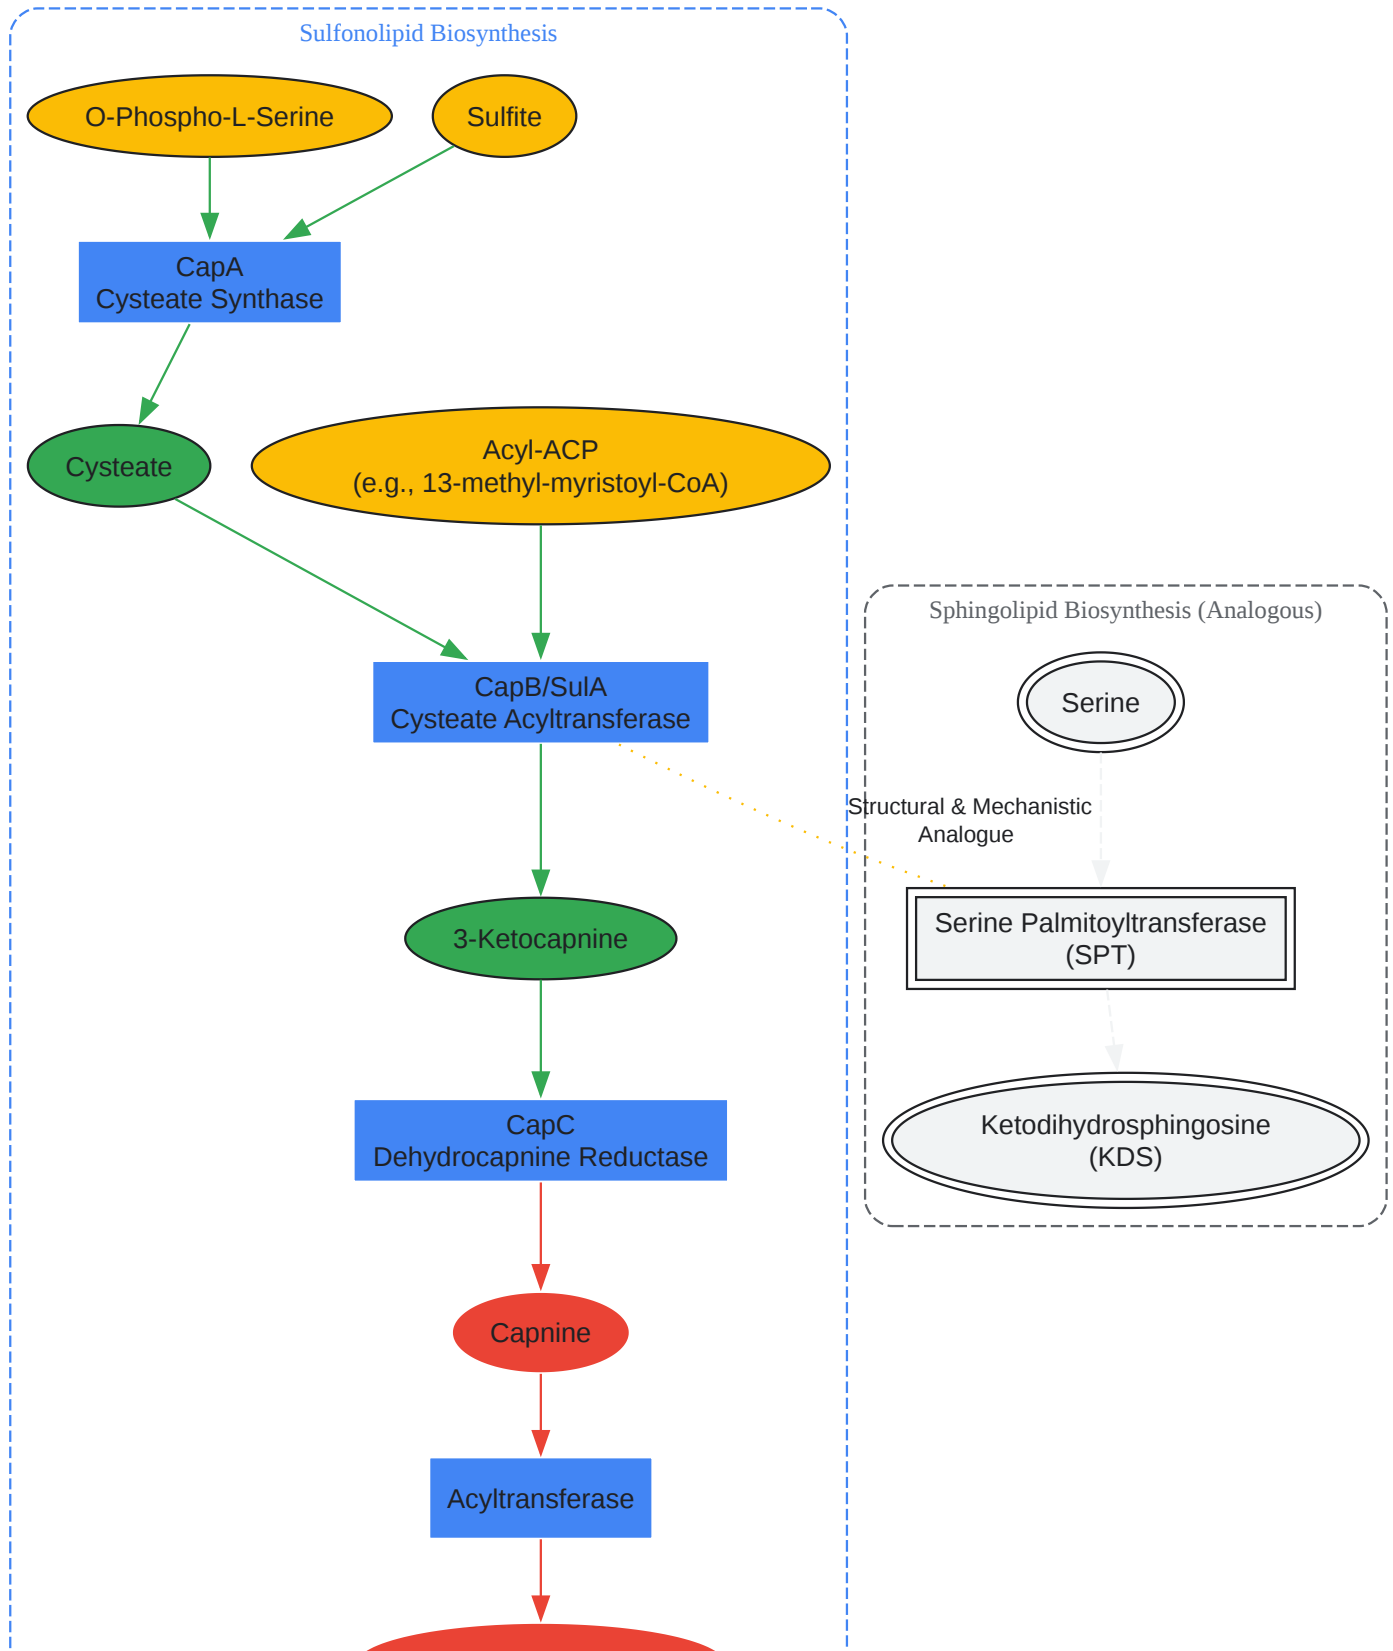 Sulfonolipid Biosynthesis
O-Phospho-L-Serine
Sulfite
CapA
Cysteate Synthase
Cysteate
Acyl-ACP
(e.g., 13-methyl-myristoyl-CoA)
CapB/SulA
Cysteate Acyltransferase
3-Ketocapnine
CapC
Dehydrocapnine Reductase
Capnine
Acyltransferase
Structural & Mechanistic
Analogue
Sphingolipid Biosynthesis (Analogous)
Serine
Serine Palmitoyltransferase
(SPT)
Ketodihydrosphingosine
(KDS)